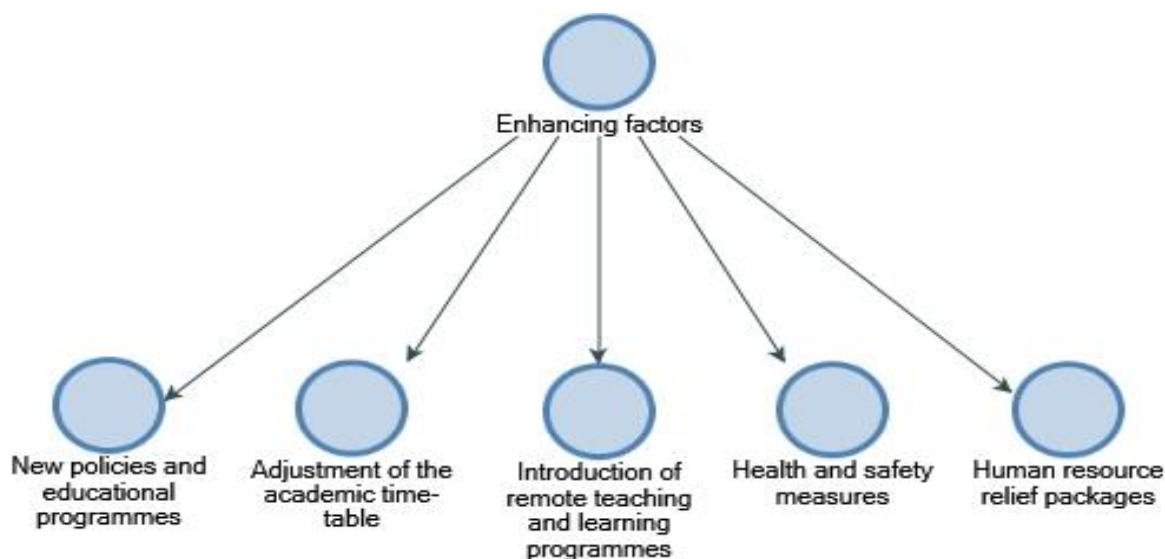 Enhancing factors
New policies and
educational
programmes
Adjustment of the
academic time-
table
Introduction of
remote teaching
and learning
programmes
Health and safety
measures
Human resource
relief packages